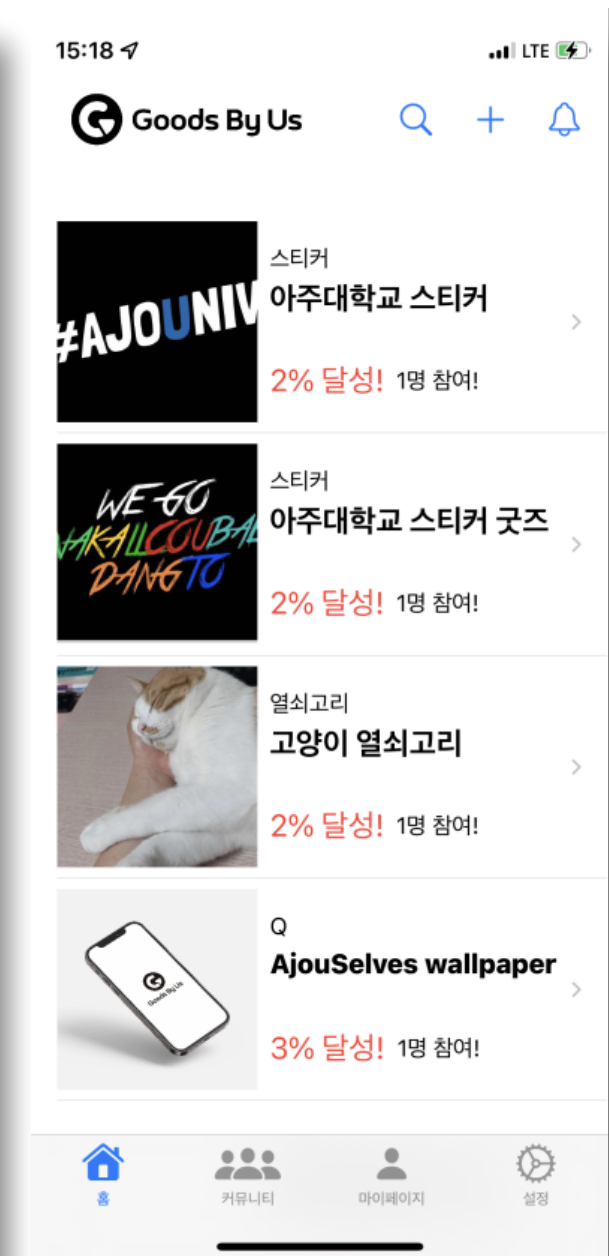 15:18
LTE
Goods By Us
스티커
#AJOUNIV
아주대학교 스티커
2% 달성! 1명 참여!
스티커
WE GO
아주대학교 스티커 굿즈
DANG TO
2% 달성! 1명 참여!
열쇠고리
고양이 열쇠고리
2% 달성! 1명 참여!
Q
AjouSelves wallpaper
Goods By Us
3% 달성! 1명 참여!
홈
커뮤니티
마이페이지
설정